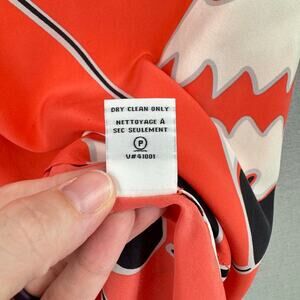 DRY CLEAN ONLY
NETTOYAGE À
SEC SEULEMENT
P
V#41001